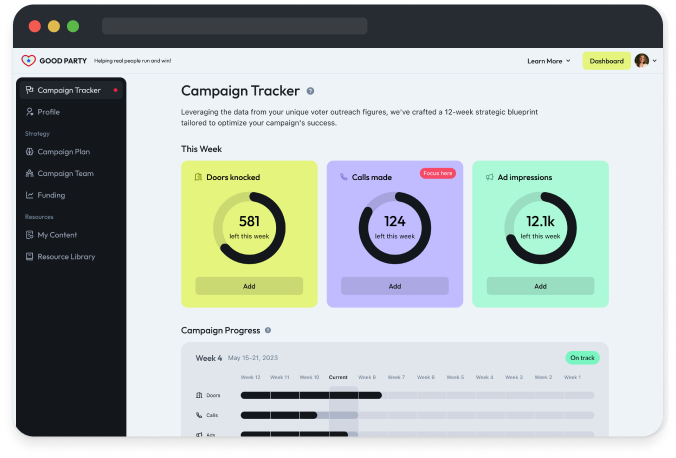 GOOD PARTY
Helping real people run and win!
Learn More
Dashboard
Campaign Tracker
Profile
Strategy
Campaign Plan
Campaign Team
Funding
Resources
My Content
Resource Library
Campaign Tracker ?
Leveraging the data from your unique voter outreach figures, we've crafted a 12-week strategic blueprint
tailored to optimize your campaign's success.
This Week
Doors knocked
581
left this week
Add
Calls made
Focus here
124
left this week
Add
Ad impressions
12.1k
left this week
Add
Campaign Progress ?
Week 4 May 15-21, 2023
On track
Week 12 Week 11 Week 10 Current Week 8 Week 7 Week 6 Week 5 Week 4 Week 3 Week 2 Week 1
Doors
Calls
Ads